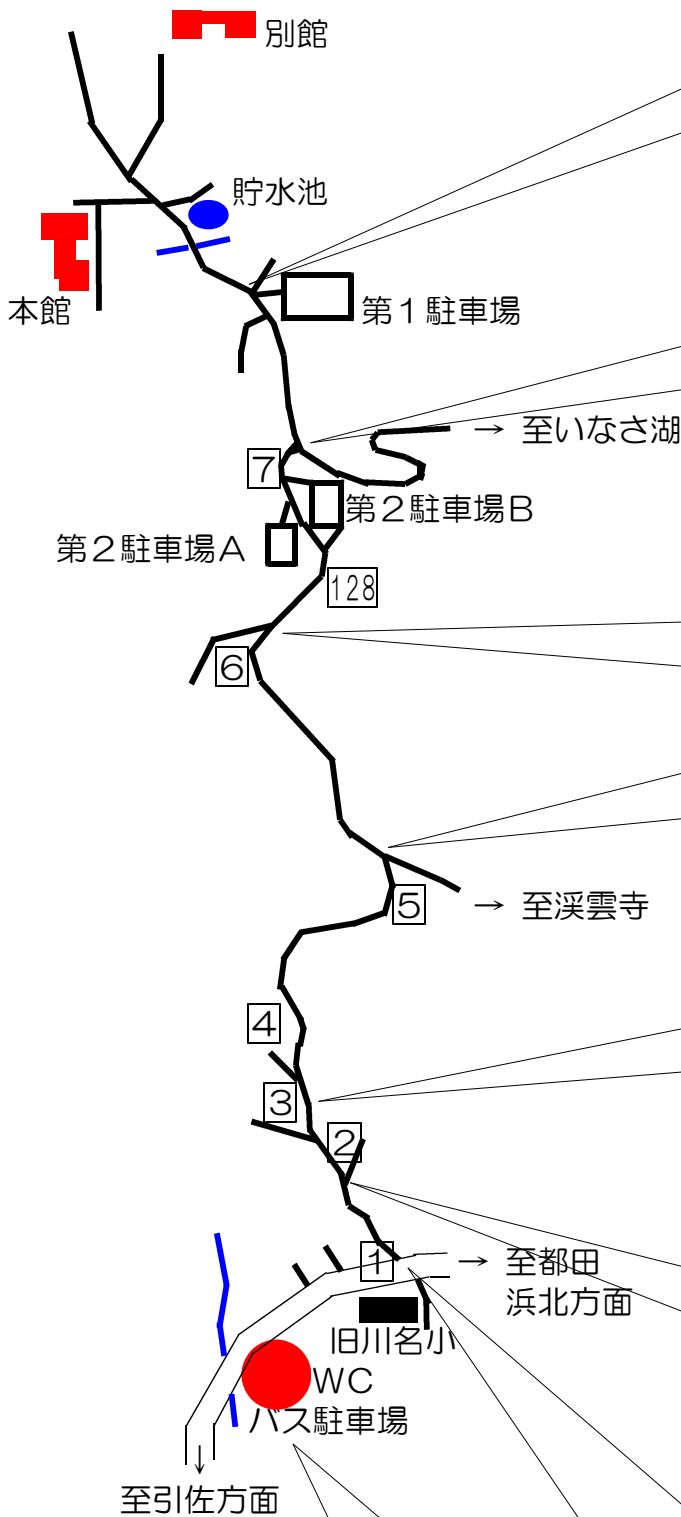 別館
貯水池
本館
第1駐車場
→ 至いなさ湖
7
第2駐車場B
第2駐車場A
128
6
5
→ 至渓雲寺
4
3
2
1
→ 至都田
浜北方面
旧川名小
WC
バス駐車場
↓
至引佐方面